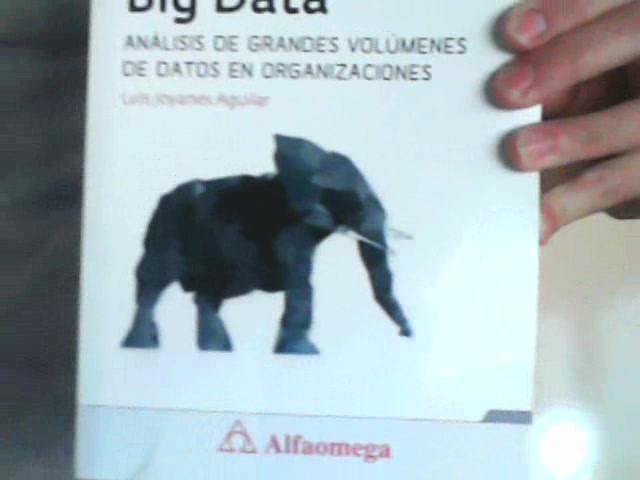 Big Data
ANÁLISIS DE GRANDES VOLÚMENES
DE DATOS EN ORGANIZACIONES
Luis Joyanes Aguilar
Alfaomega